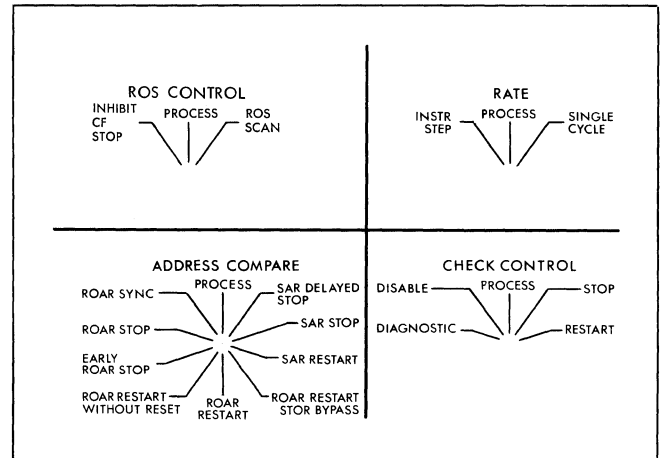 ROS CONTROL
INHIBIT
CF
STOP
PROCESS
ROS
SCAN
RATE
INSTR
STEP
PROCESS
SINGLE
CYCLE
ADDRESS COMPARE
PROCESS
ROAR SYNC
SAR DELAYED
STOP
ROAR STOP
SAR STOP
EARLY
ROAR STOP
SAR RESTART
ROAR RESTART
WITHOUT RESET
ROAR
RESTART
ROAR RESTART
STOR BYPASS
CHECK CONTROL
DISABLE
PROCESS
STOP
DIAGNOSTIC
RESTART